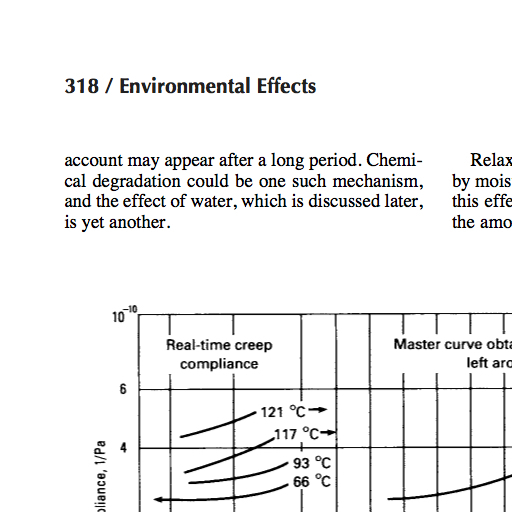 318 / Environmental Effects
account may appear after a long period. Chemi-
cal degradation could be one such mechanism,
and the effect of water, which is discussed later,
is yet another.
Relax
by mois
this effe
the amo
10⁻¹⁰
Real-time creep
compliance
Master curve obta
left arc
6
121 °C
117 °C
4
93 °C
66 °C
pliance, 1/Pa